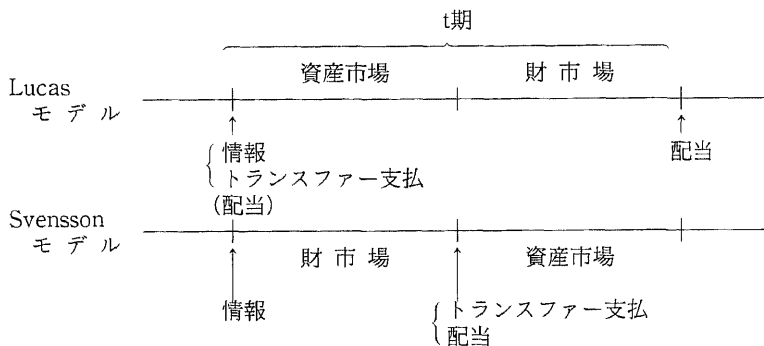 t期
資産市場
財市場
Lucas
モデル
情報
トランスファー支払
(配当)
配当
Svensson
モデル
財市場
資産市場
情報
トランスファー支払
配当